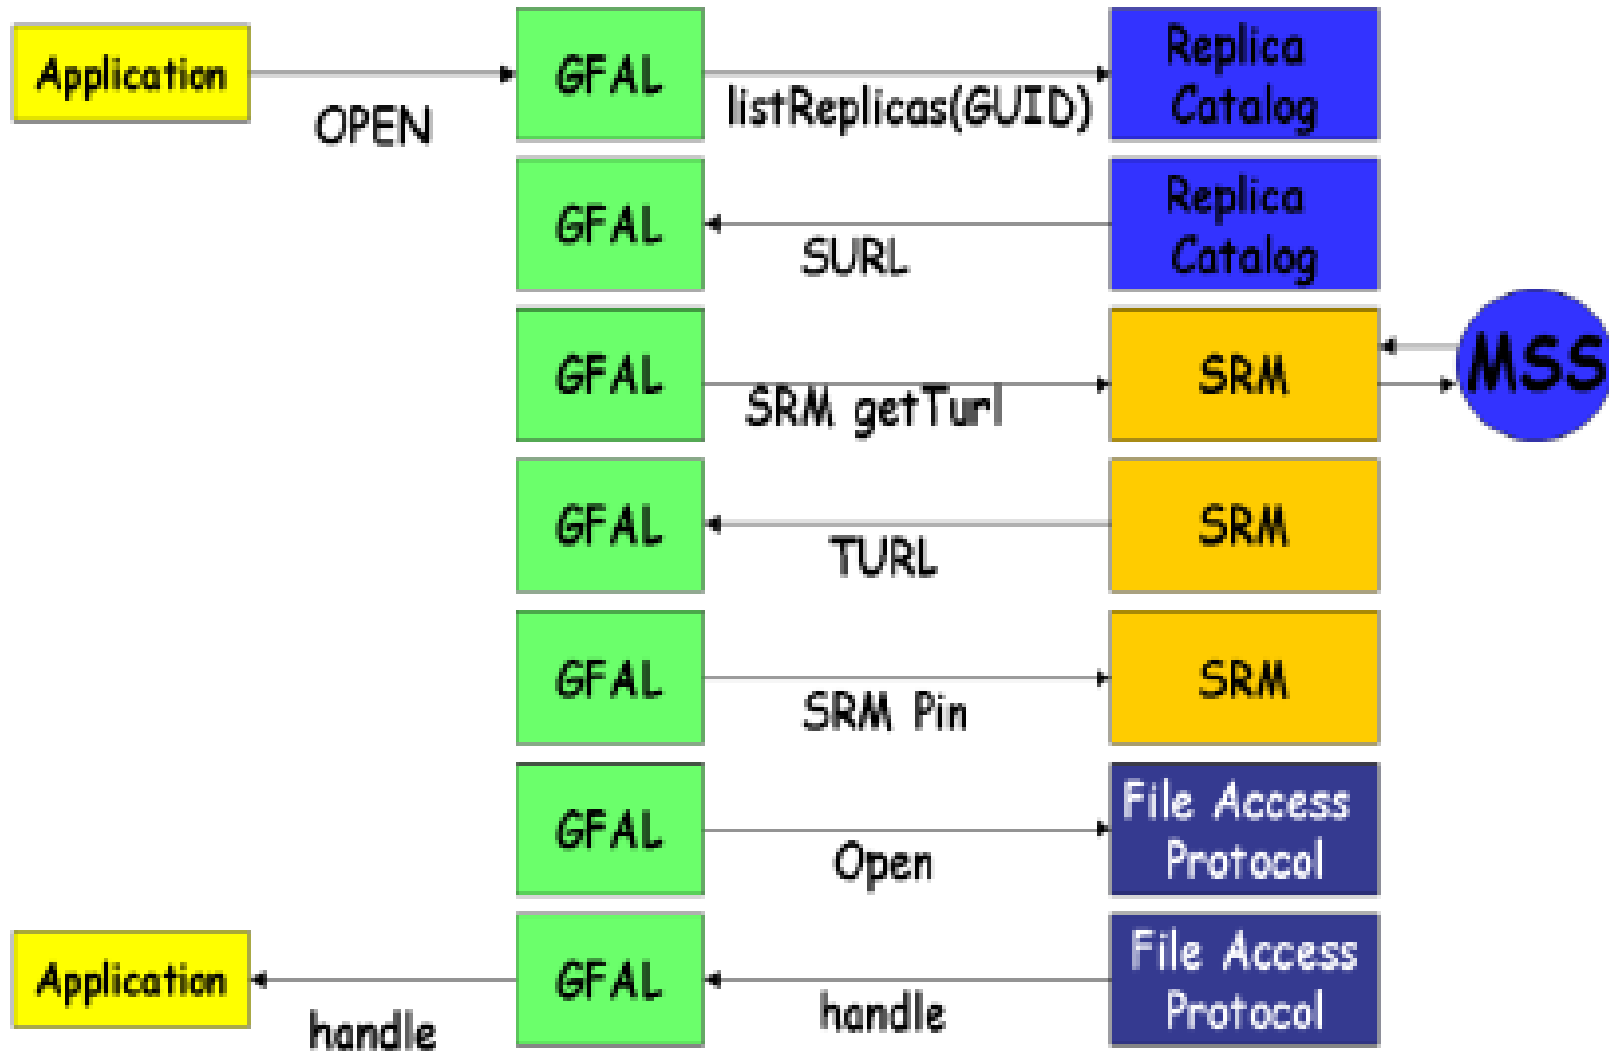 Application
OPEN
GFAL
listReplicas(GUID)
Replica
Catalog
GFAL
SURL
Replica
Catalog
GFAL
SRM getTurl
SRM
MSS
GFAL
TURL
SRM
GFAL
SRM Pin
SRM
GFAL
Open
File Access
Protocol
Application
handle
GFAL
handle
File Access
Protocol